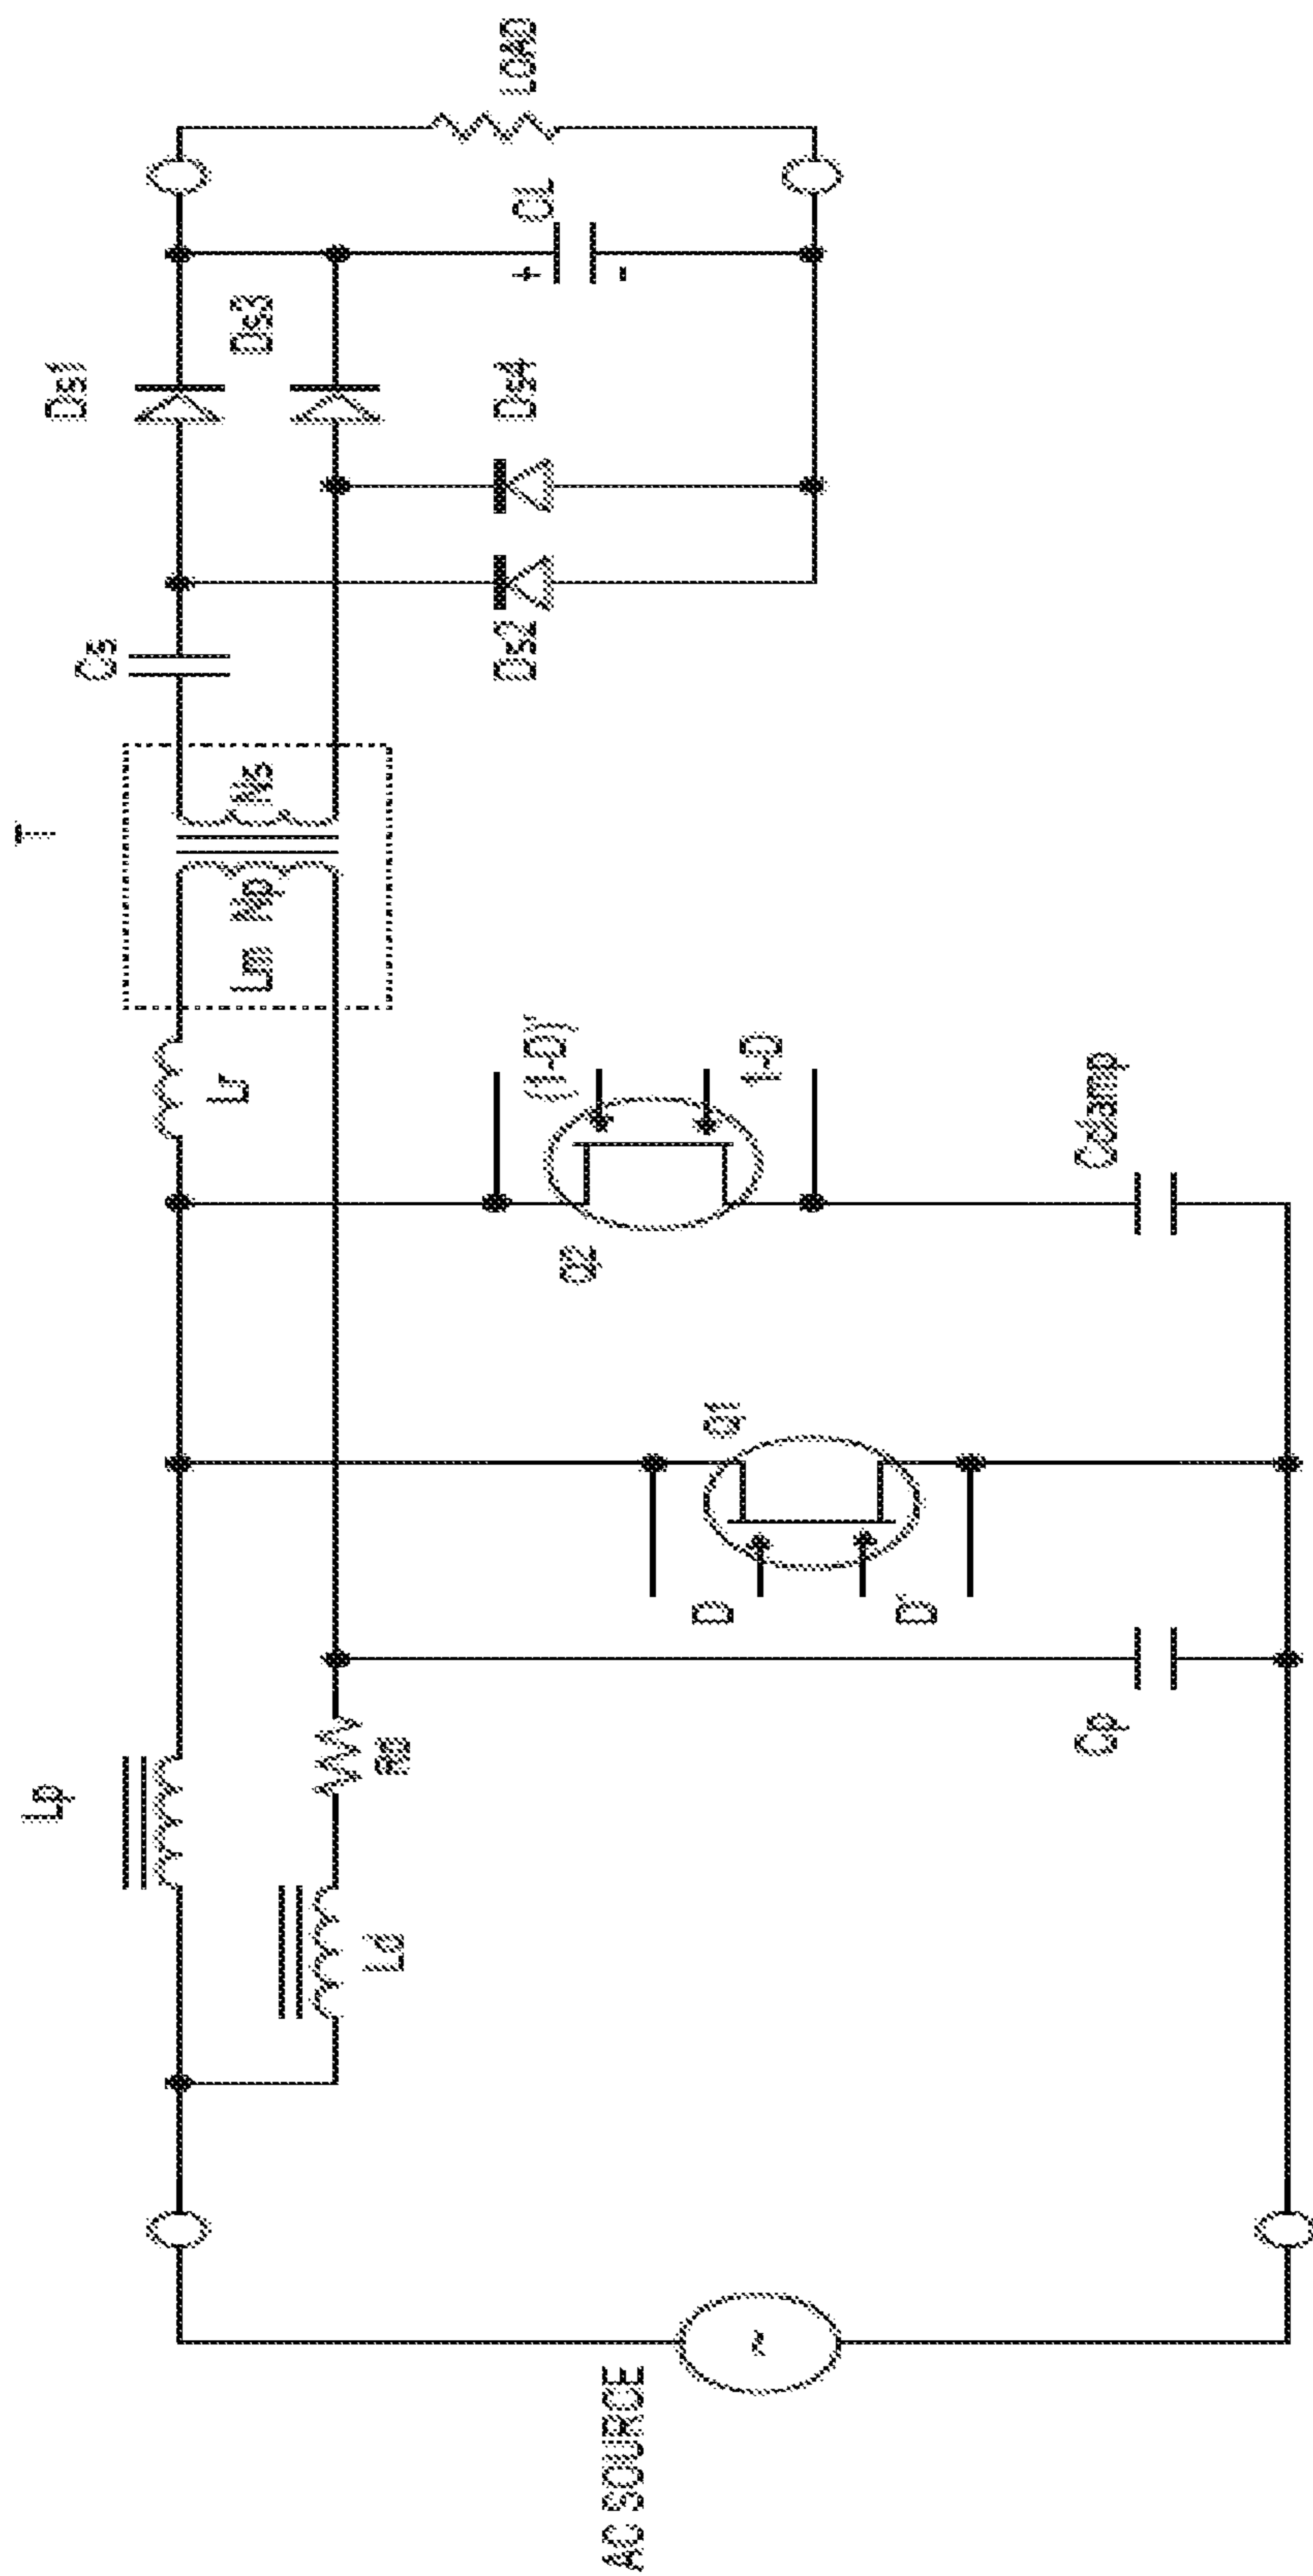 AC SOURCE
~
Lp
Ld
Rd
Cp
D
D'
Q1
Q2
(1-D)'
1-D
Cclamp
Lr
T
Lm
Np
Ns
Cs
Ds1
Ds2
Ds3
Ds4
+
CL
-
LOAD